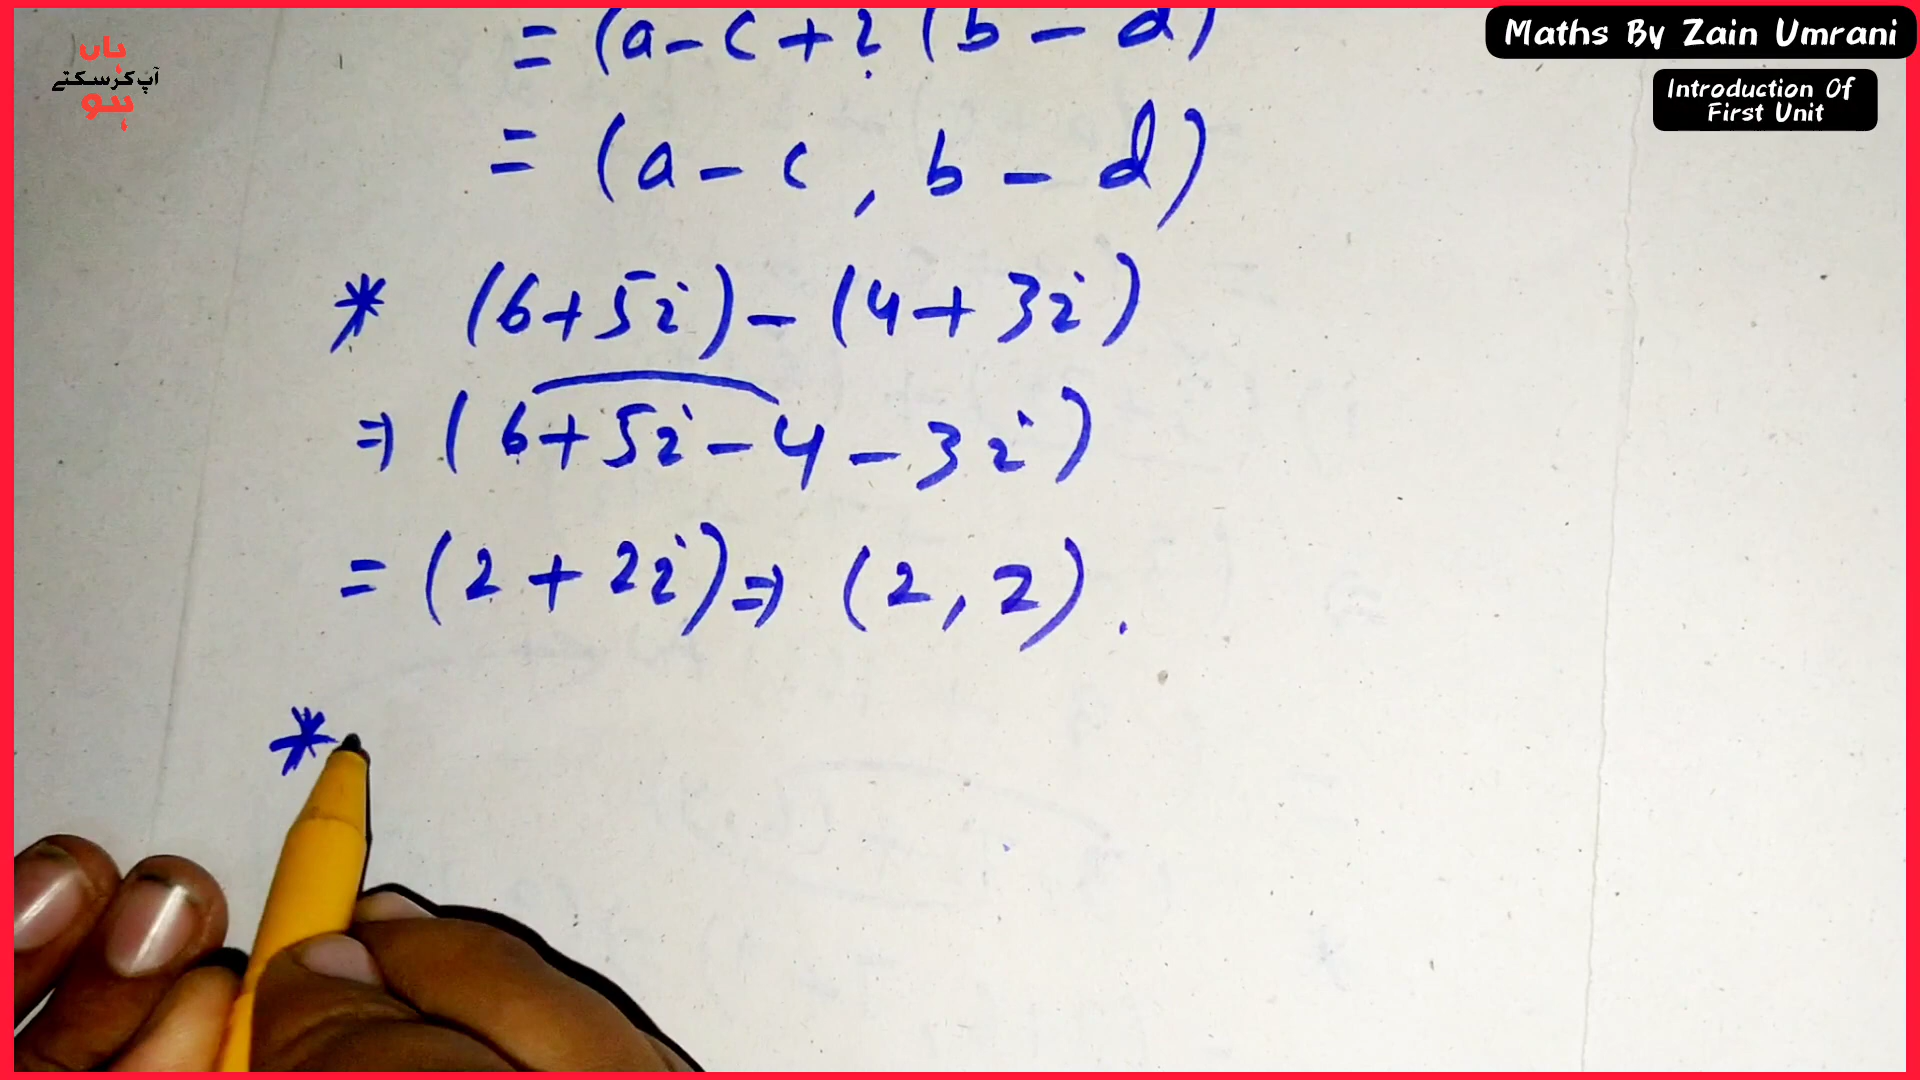 ہاں
آپ کرسکتے
ہو
Maths By Zain Umrani
Introduction Of
First Unit
= (a-c+i (b-d)
= (a-c, b-d)
* (6+5i)-(4+3i)
⇒ (6+5i-4-3i)
= (2+2i)⇒ (2,2).
*